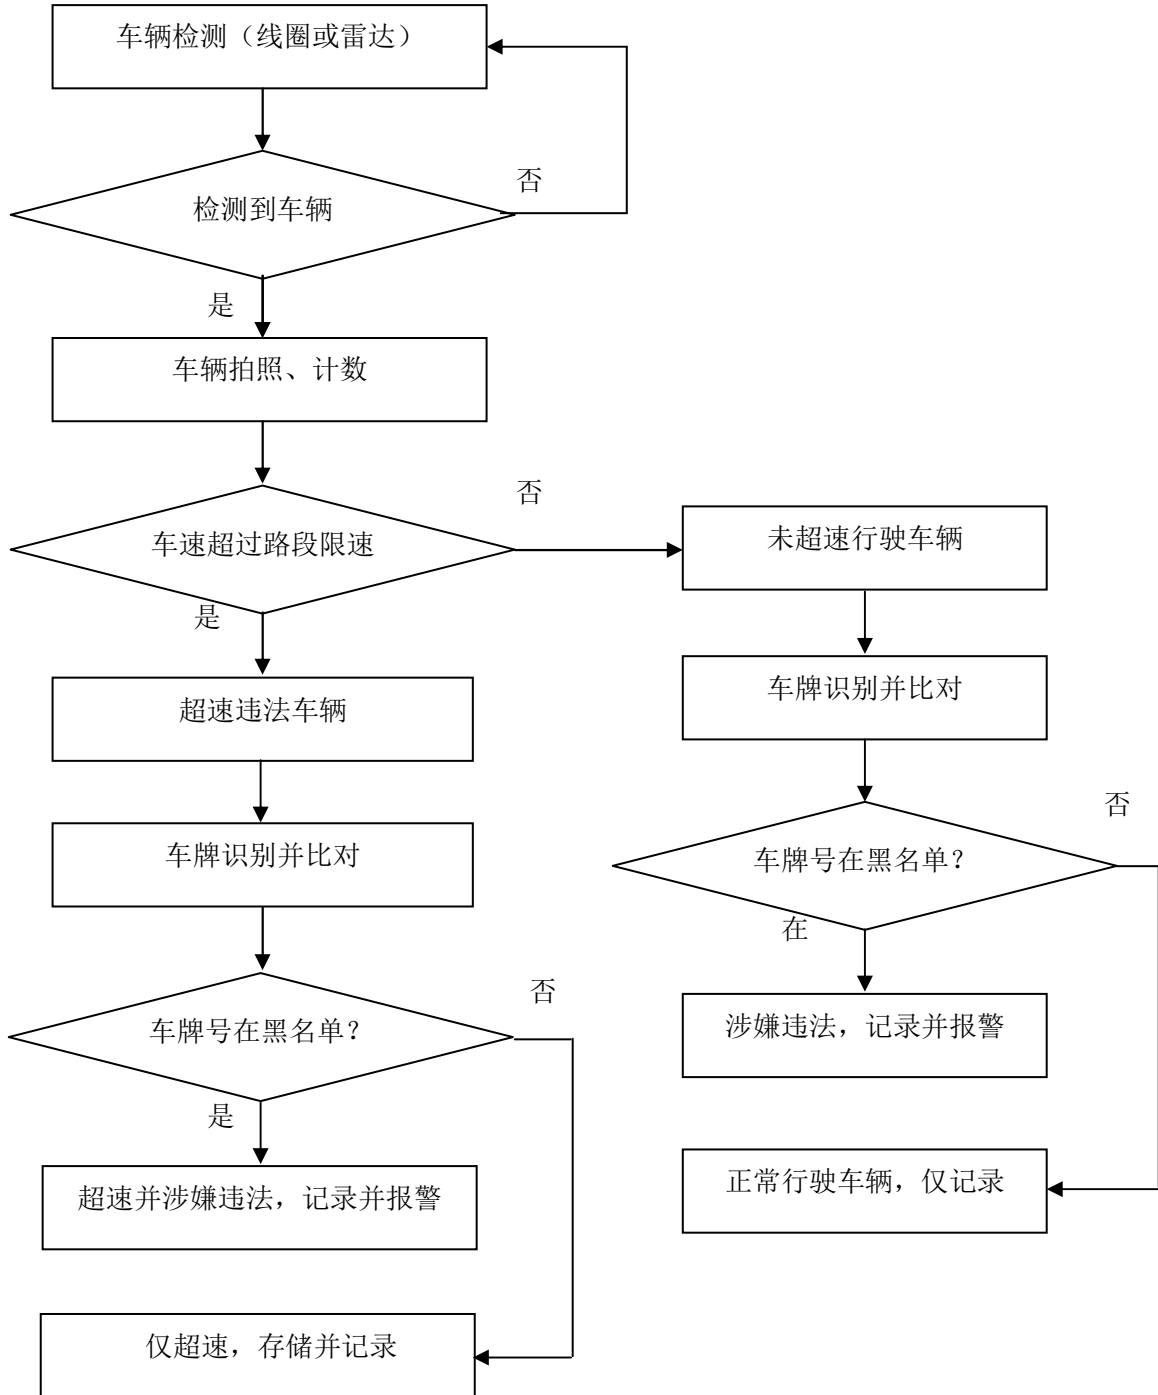 车辆检测（线圈或雷达）
否
检测到车辆
是
车辆拍照、计数
否
车速超过路段限速
是
超速违法车辆
车牌识别并比对
否
车牌号在黑名单？
是
超速并涉嫌违法，记录并报警
仅超速，存储并记录
未超速行驶车辆
车牌识别并比对
否
车牌号在黑名单？
在
涉嫌违法，记录并报警
正常行驶车辆，仅记录